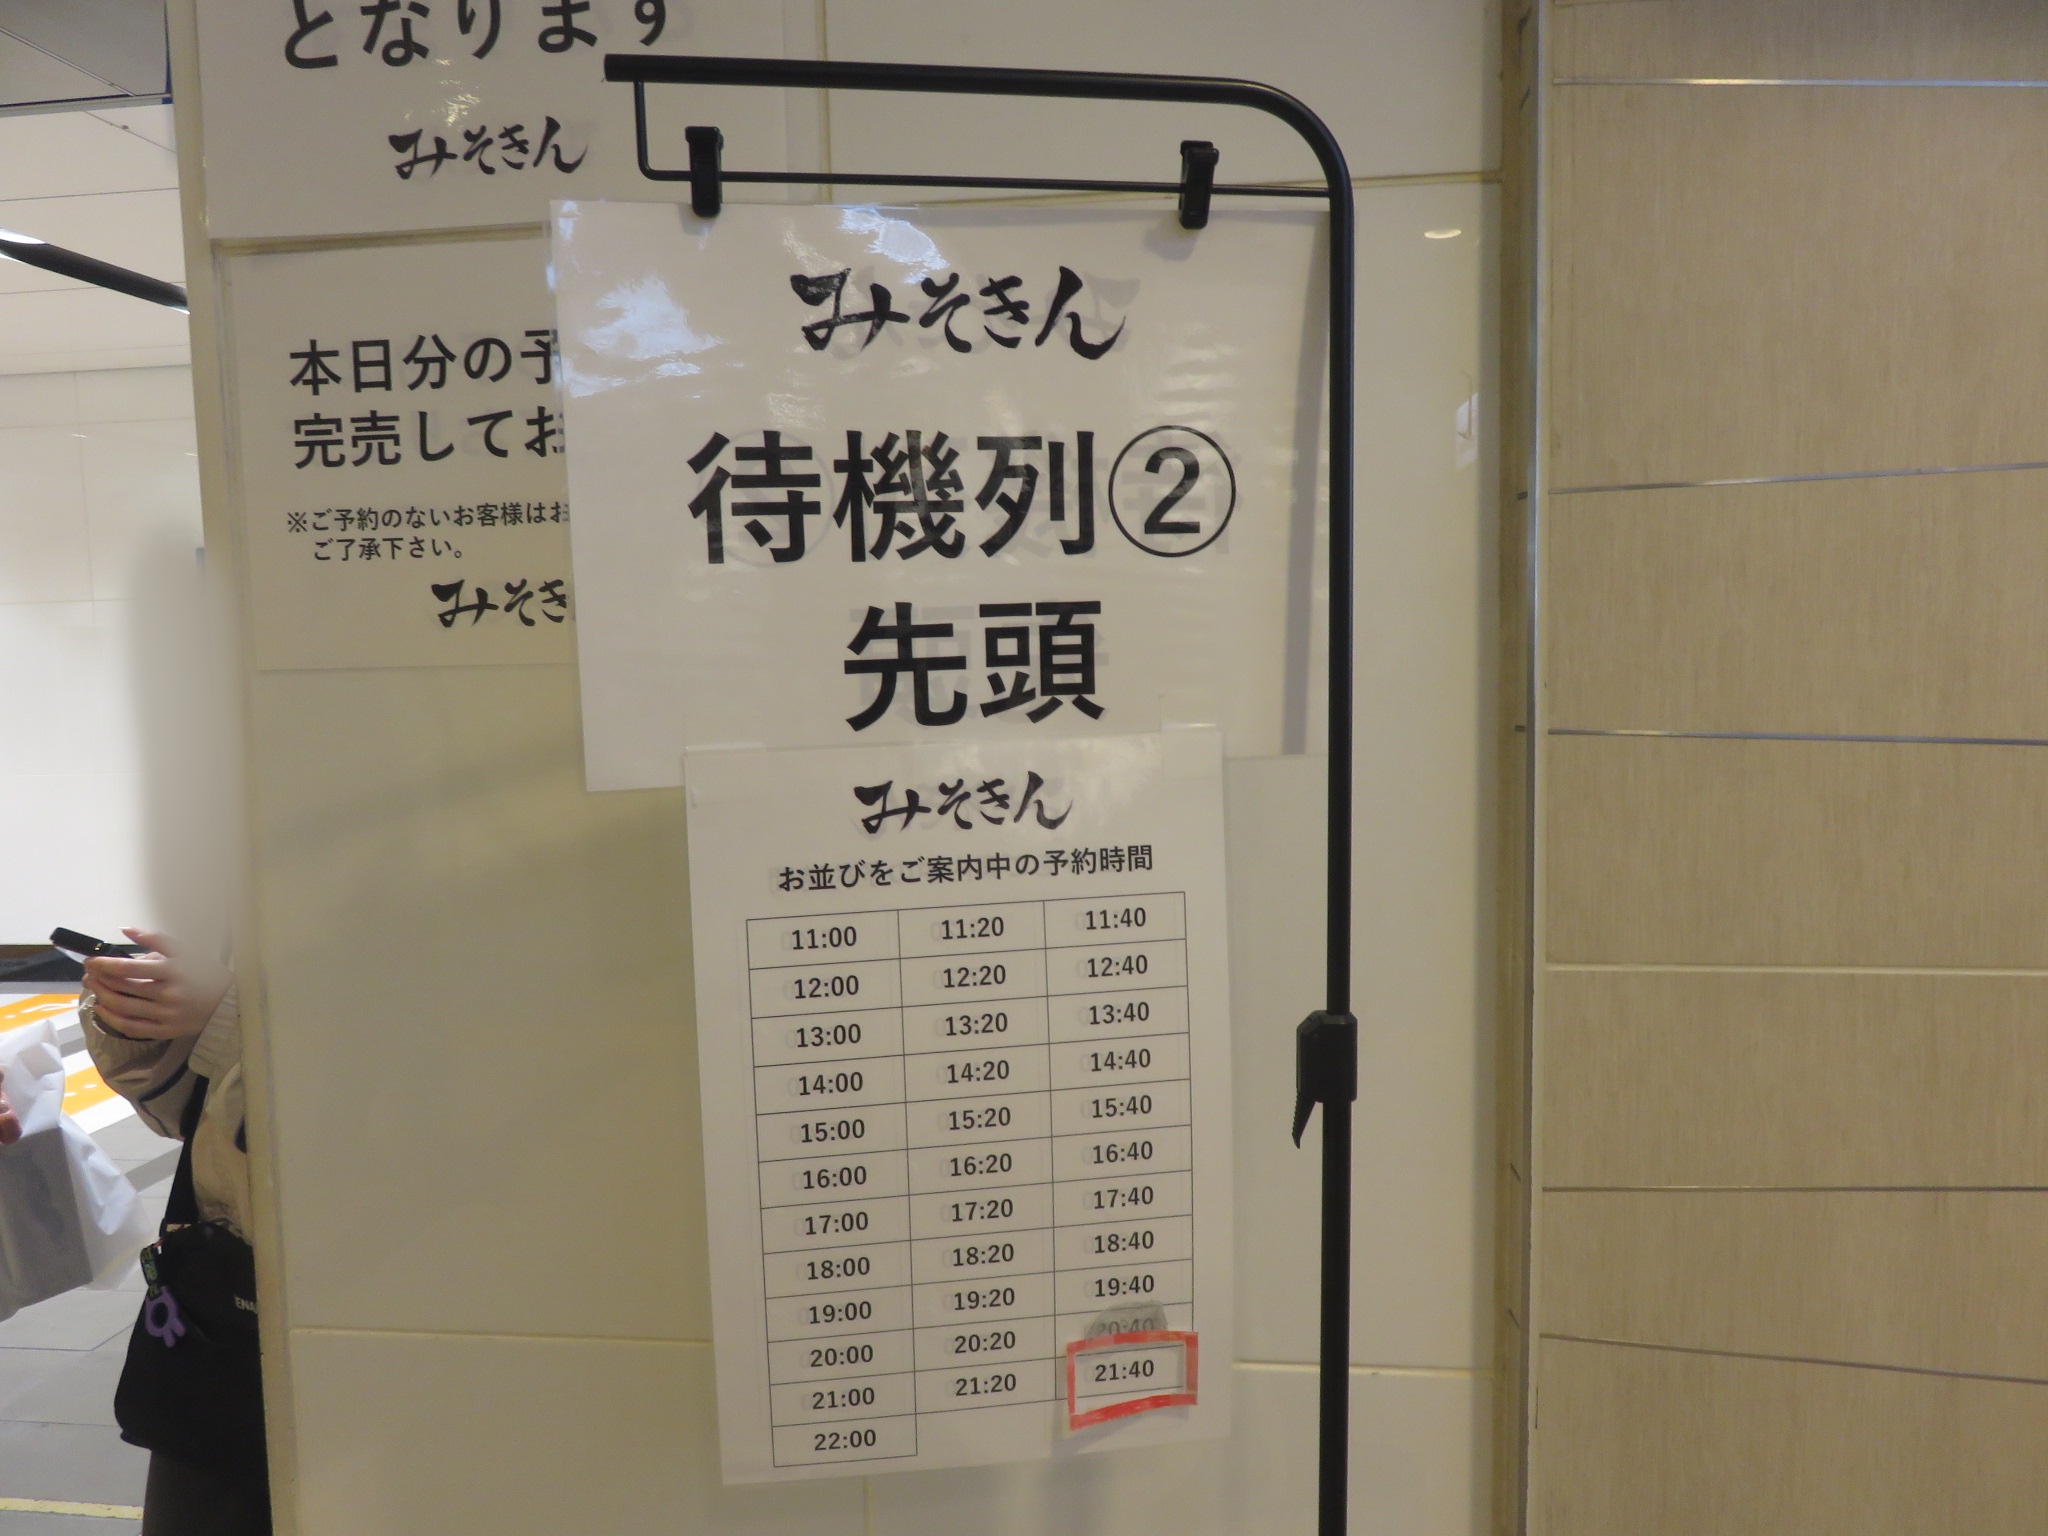 となります
みそきん
本日分の予
完売してお
※ご予約のないお客様はお
ご了承下さい。
みそき
みそきん
待機列②
先頭
みそきん
お並びをご案内中の予約時間
11:00 11:20 11:40
12:00 12:20 12:40
13:00 13:20 13:40
14:00 14:20 14:40
15:00 15:20 15:40
16:00 16:20 16:40
17:00 17:20 17:40
18:00 18:20 18:40
19:00 19:20 19:40
20:00 20:20 20:40
21:00 21:20 21:40
22:00